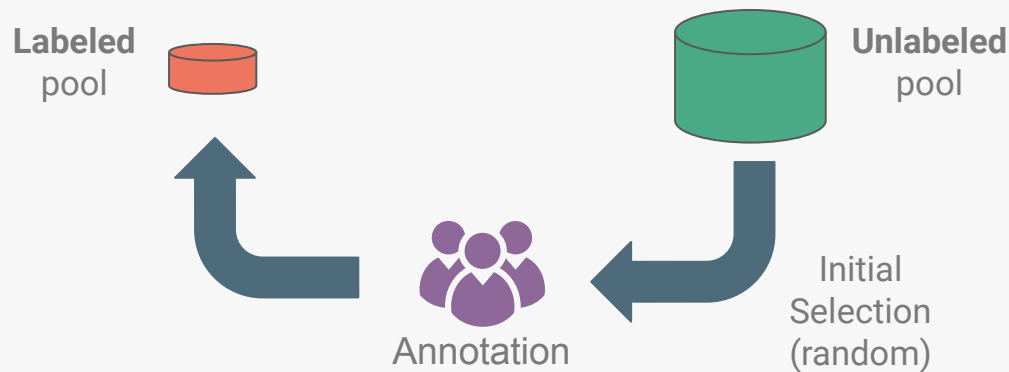 Labeled
pool
Unlabeled
pool
Initial
Selection
(random)
Annotation